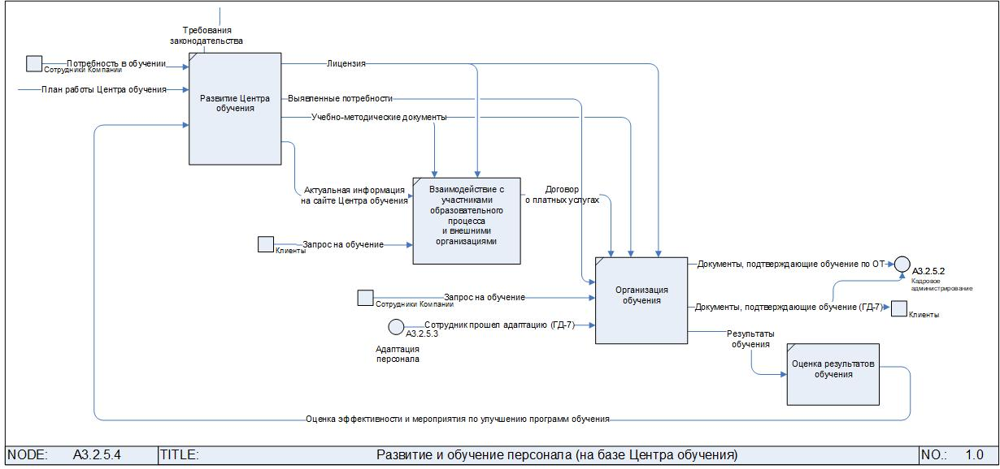 Требования
законодательства
Потребность в обучении
Сотрудники Компании
План работы Центра обучения
Развитие Центра
обучения
Лицензия
Выявленные потребности
Учебно-методические документы
Актуальная информация
на сайте Центра обучения
Взаимодействие с
участниками
образовательного
процесса
и внешними
организациями
Договор
о платных услугах
Запрос на обучение
Клиенты
Организация
обучения
Запрос на обучение
Сотрудники Компании
Сотрудник прошел адаптацию (ГД-7)
A3.2.5.3
Адаптация
персонала
Документы, подтверждающие обучение по ОТ
A3.2.5.2
Кадровое
администрирование
Документы, подтверждающие обучение (ГД-7)
Клиенты
Результаты
обучения
Оценка результатов
обучения
Оценка эффективности и мероприятия по улучшению программ обучения
NODE: A3.2.5.4 TITLE: Развитие и обучение персонала (на базе Центра обучения) NO.: 1.0